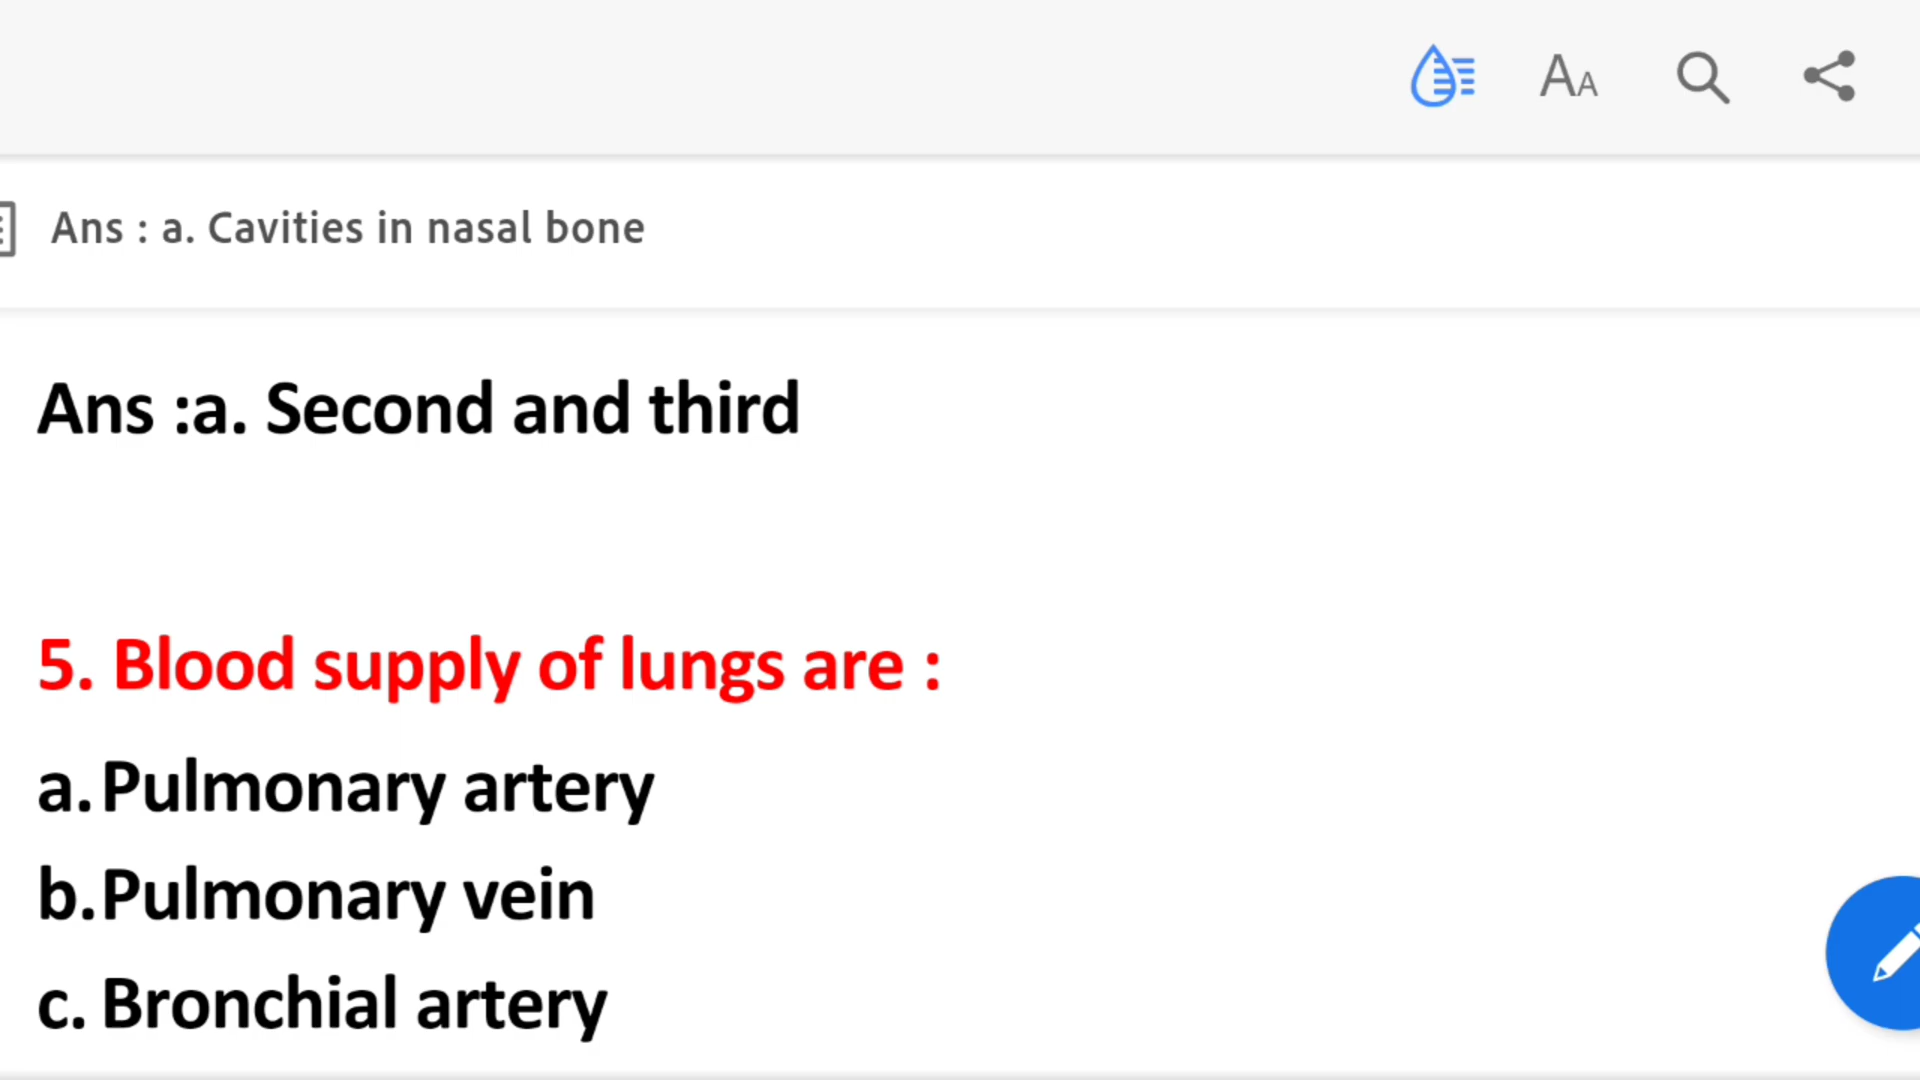 AA
Ans : a. Cavities in nasal bone
Ans :a. Second and third
5. Blood supply of lungs are :
a. Pulmonary artery
b. Pulmonary vein
c. Bronchial artery